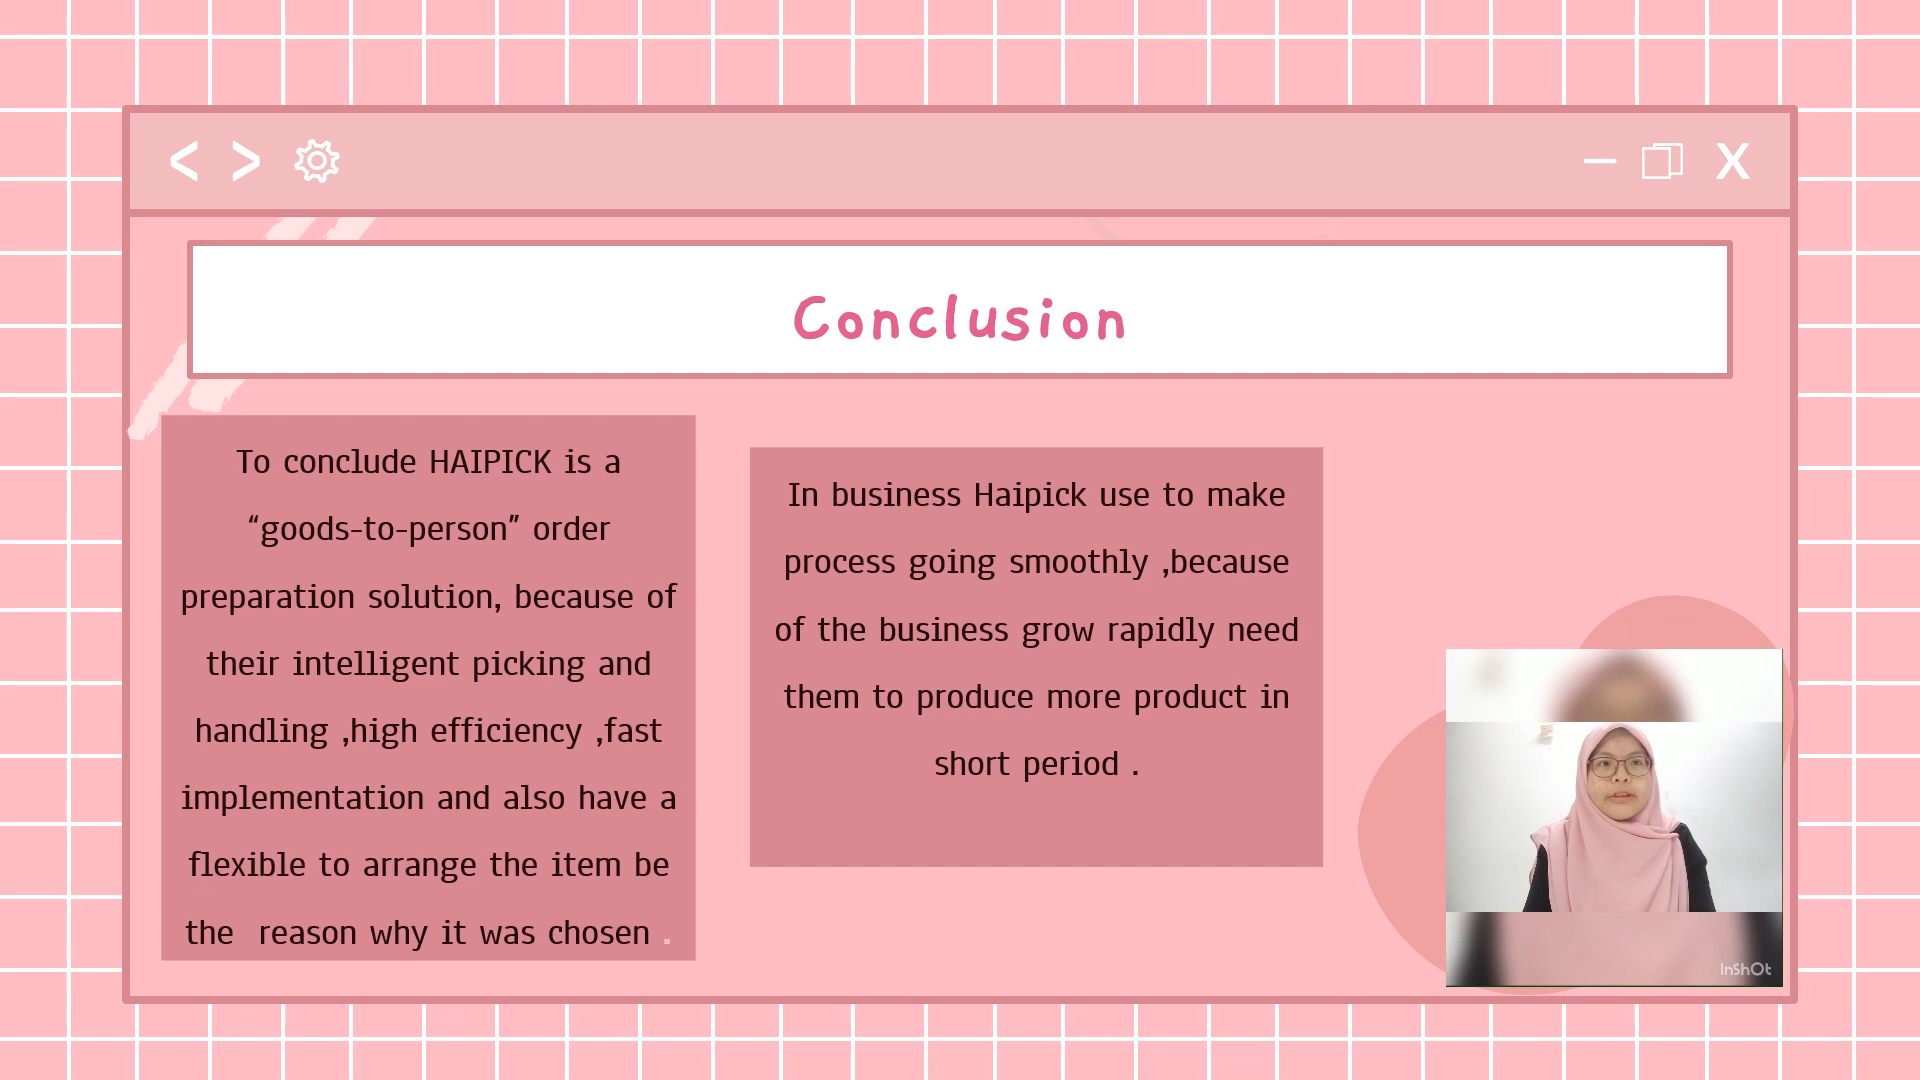 Conclusion
To conclude HAIPICK is a
“goods-to-person” order
preparation solution, because of
their intelligent picking and
handling ,high efficiency ,fast
implementation and also have a
flexible to arrange the item be
the  reason why it was chosen .
In business Haipick use to make
process going smoothly ,because
of the business grow rapidly need
them to produce more product in
short period .
InShOt